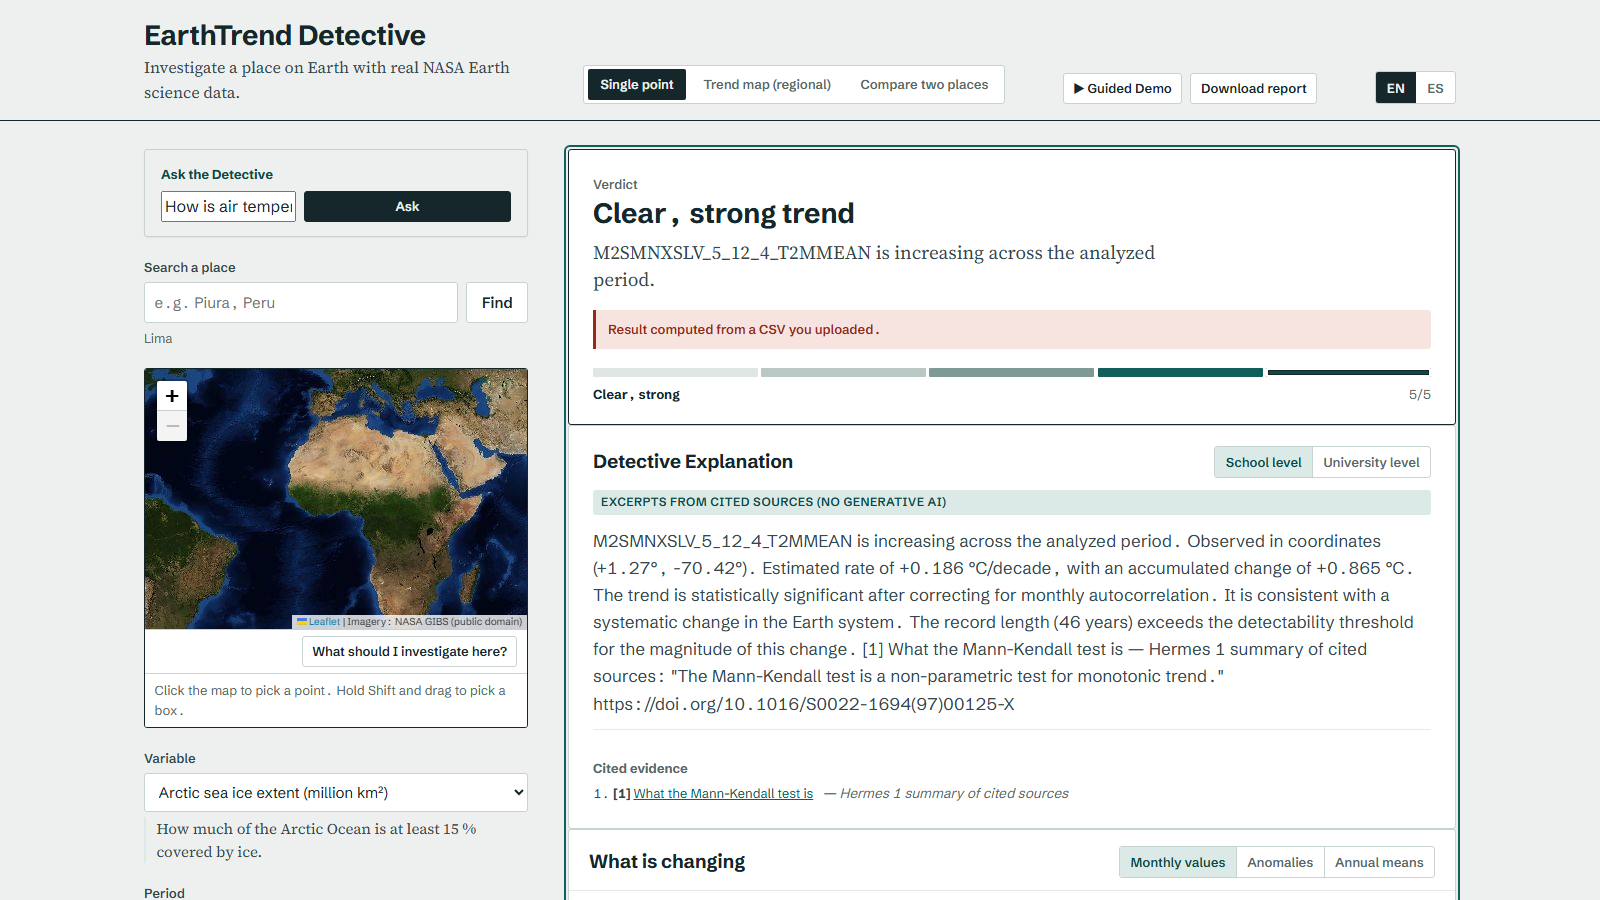 EarthTrend Detective
Investigate a place on Earth with real NASA Earth
science data.
Single point
Trend map (regional)
Compare two places
▶ Guided Demo
Download report
EN
ES
Ask the Detective
How is air temper
Ask
Search a place
e.g. Piura, Peru
Find
Lima
+
−
Leaflet | Imagery: NASA GIBS (public domain)
What should I investigate here?
Click the map to pick a point. Hold Shift and drag to pick a
box.
Variable
Arctic sea ice extent (million km²)
How much of the Arctic Ocean is at least 15 %
covered by ice.
Period
Verdict
Clear, strong trend
M2SMNXSLV_5_12_4_T2MMEAN is increasing across the analyzed
period.
Result computed from a CSV you uploaded.
Clear, strong
5/5
Detective Explanation
School level
University level
EXCERPTS FROM CITED SOURCES (NO GENERATIVE AI)
M2SMNXSLV_5_12_4_T2MMEAN is increasing across the analyzed period. Observed in coordinates
(+1.27°, -70.42°). Estimated rate of +0.186 °C/decade, with an accumulated change of +0.865 °C.
The trend is statistically significant after correcting for monthly autocorrelation. It is consistent with a
systematic change in the Earth system. The record length (46 years) exceeds the detectability threshold
for the magnitude of this change. [1] What the Mann-Kendall test is — Hermes 1 summary of cited
sources: "The Mann-Kendall test is a non-parametric test for monotonic trend."
https://doi.org/10.1016/S0022-1694(97)00125-X
Cited evidence
1. [1] What the Mann-Kendall test is — Hermes 1 summary of cited sources
What is changing
Monthly values
Anomalies
Annual means